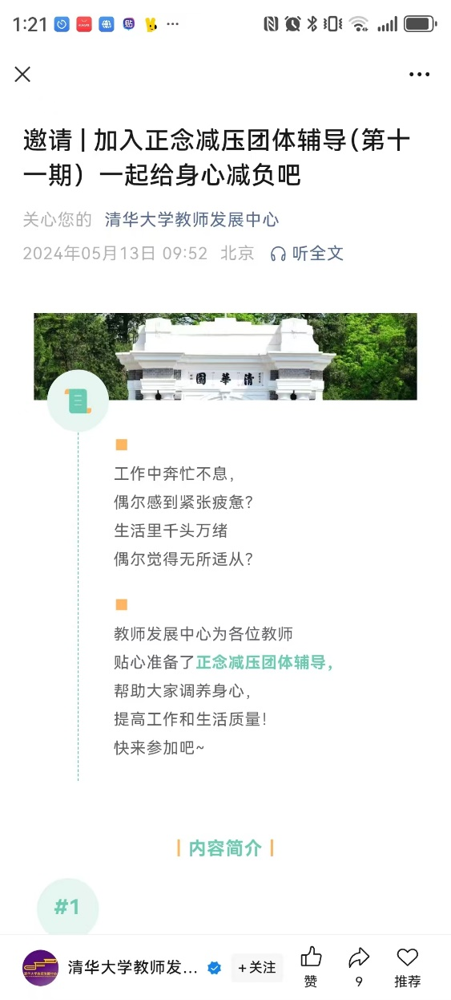 1:21
邀请 | 加入正念减压团体辅导(第十
一期）一起给身心减负吧
关心您的 清华大学教师发展中心
2024年05月13日 09:52 北京 听全文
園華清
工作中奔忙不息，
偶尔感到紧张疲惫？
生活里千头万绪
偶尔觉得无所适从？
教师发展中心为各位教师
贴心准备了正念减压团体辅导，
帮助大家调养身心，
提高工作和生活质量！
快来参加吧~
内容简介
#1
清华大学教师发... +关注
赞 9 推荐